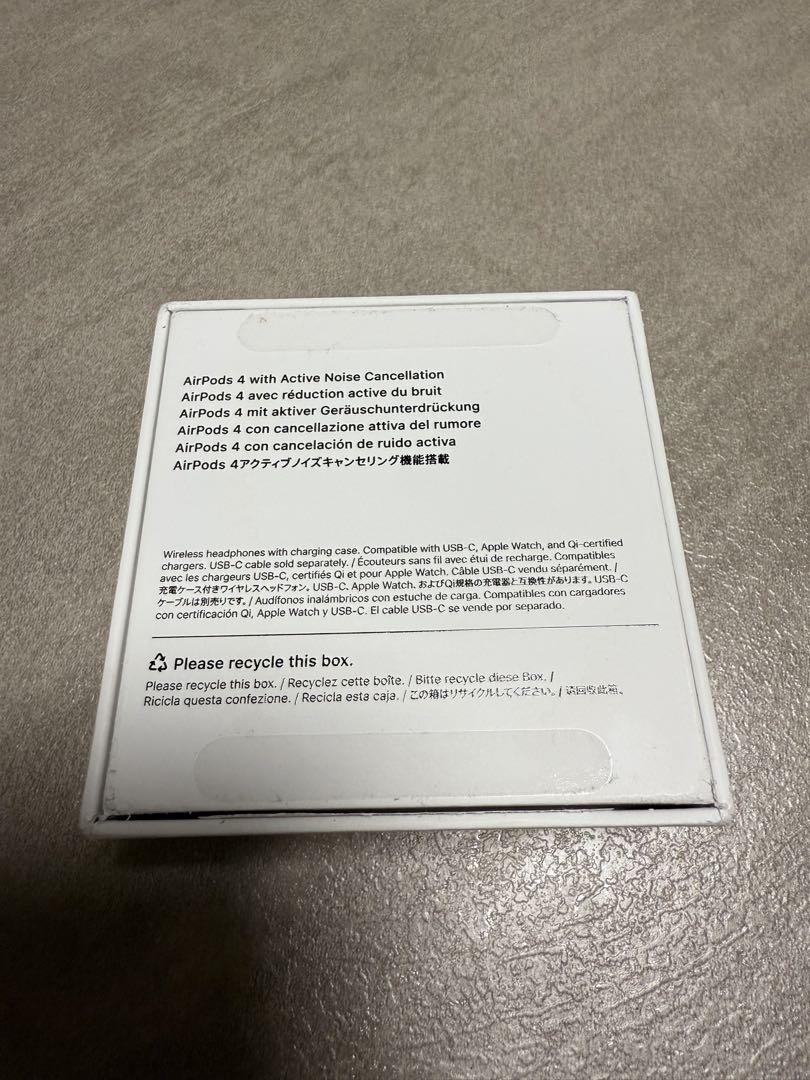 AirPods 4 with Active Noise Cancellation
AirPods 4 avec réduction active du bruit
AirPods 4 mit aktiver Geräuschunterdrückung
AirPods 4 con cancellazione attiva del rumore
AirPods 4 con cancelación de ruido activa
AirPods 4アクティブノイズキャンセリング機能搭載
Wireless headphones with charging case. Compatible with USB-C, Apple Watch, and Qi-certified
chargers. USB-C cable sold separately. / Écouteurs sans fil avec étui de recharge. Compatibles
avec les chargeurs USB-C, certifiés Qi et pour Apple Watch. Câble USB-C vendu séparément. /
充電ケース付きワイヤレスヘッドフォン。USB-C、Apple Watch、およびQi規格の充電器と互換性があります。USB-C
ケーブルは別売りです。/ Audífonos inalámbricos con estuche de carga. Compatibles con cargadores
con certificación Qi, Apple Watch y USB-C. El cable USB-C se vende por separado.
Please recycle this box.
Please recycle this box. / Recyclez cette boîte. / Bitte recycle diese Box. /
Ricicla questa confezione. / Recicla esta caja. / この箱はリサイクルしてください。/ 请回收此箱。